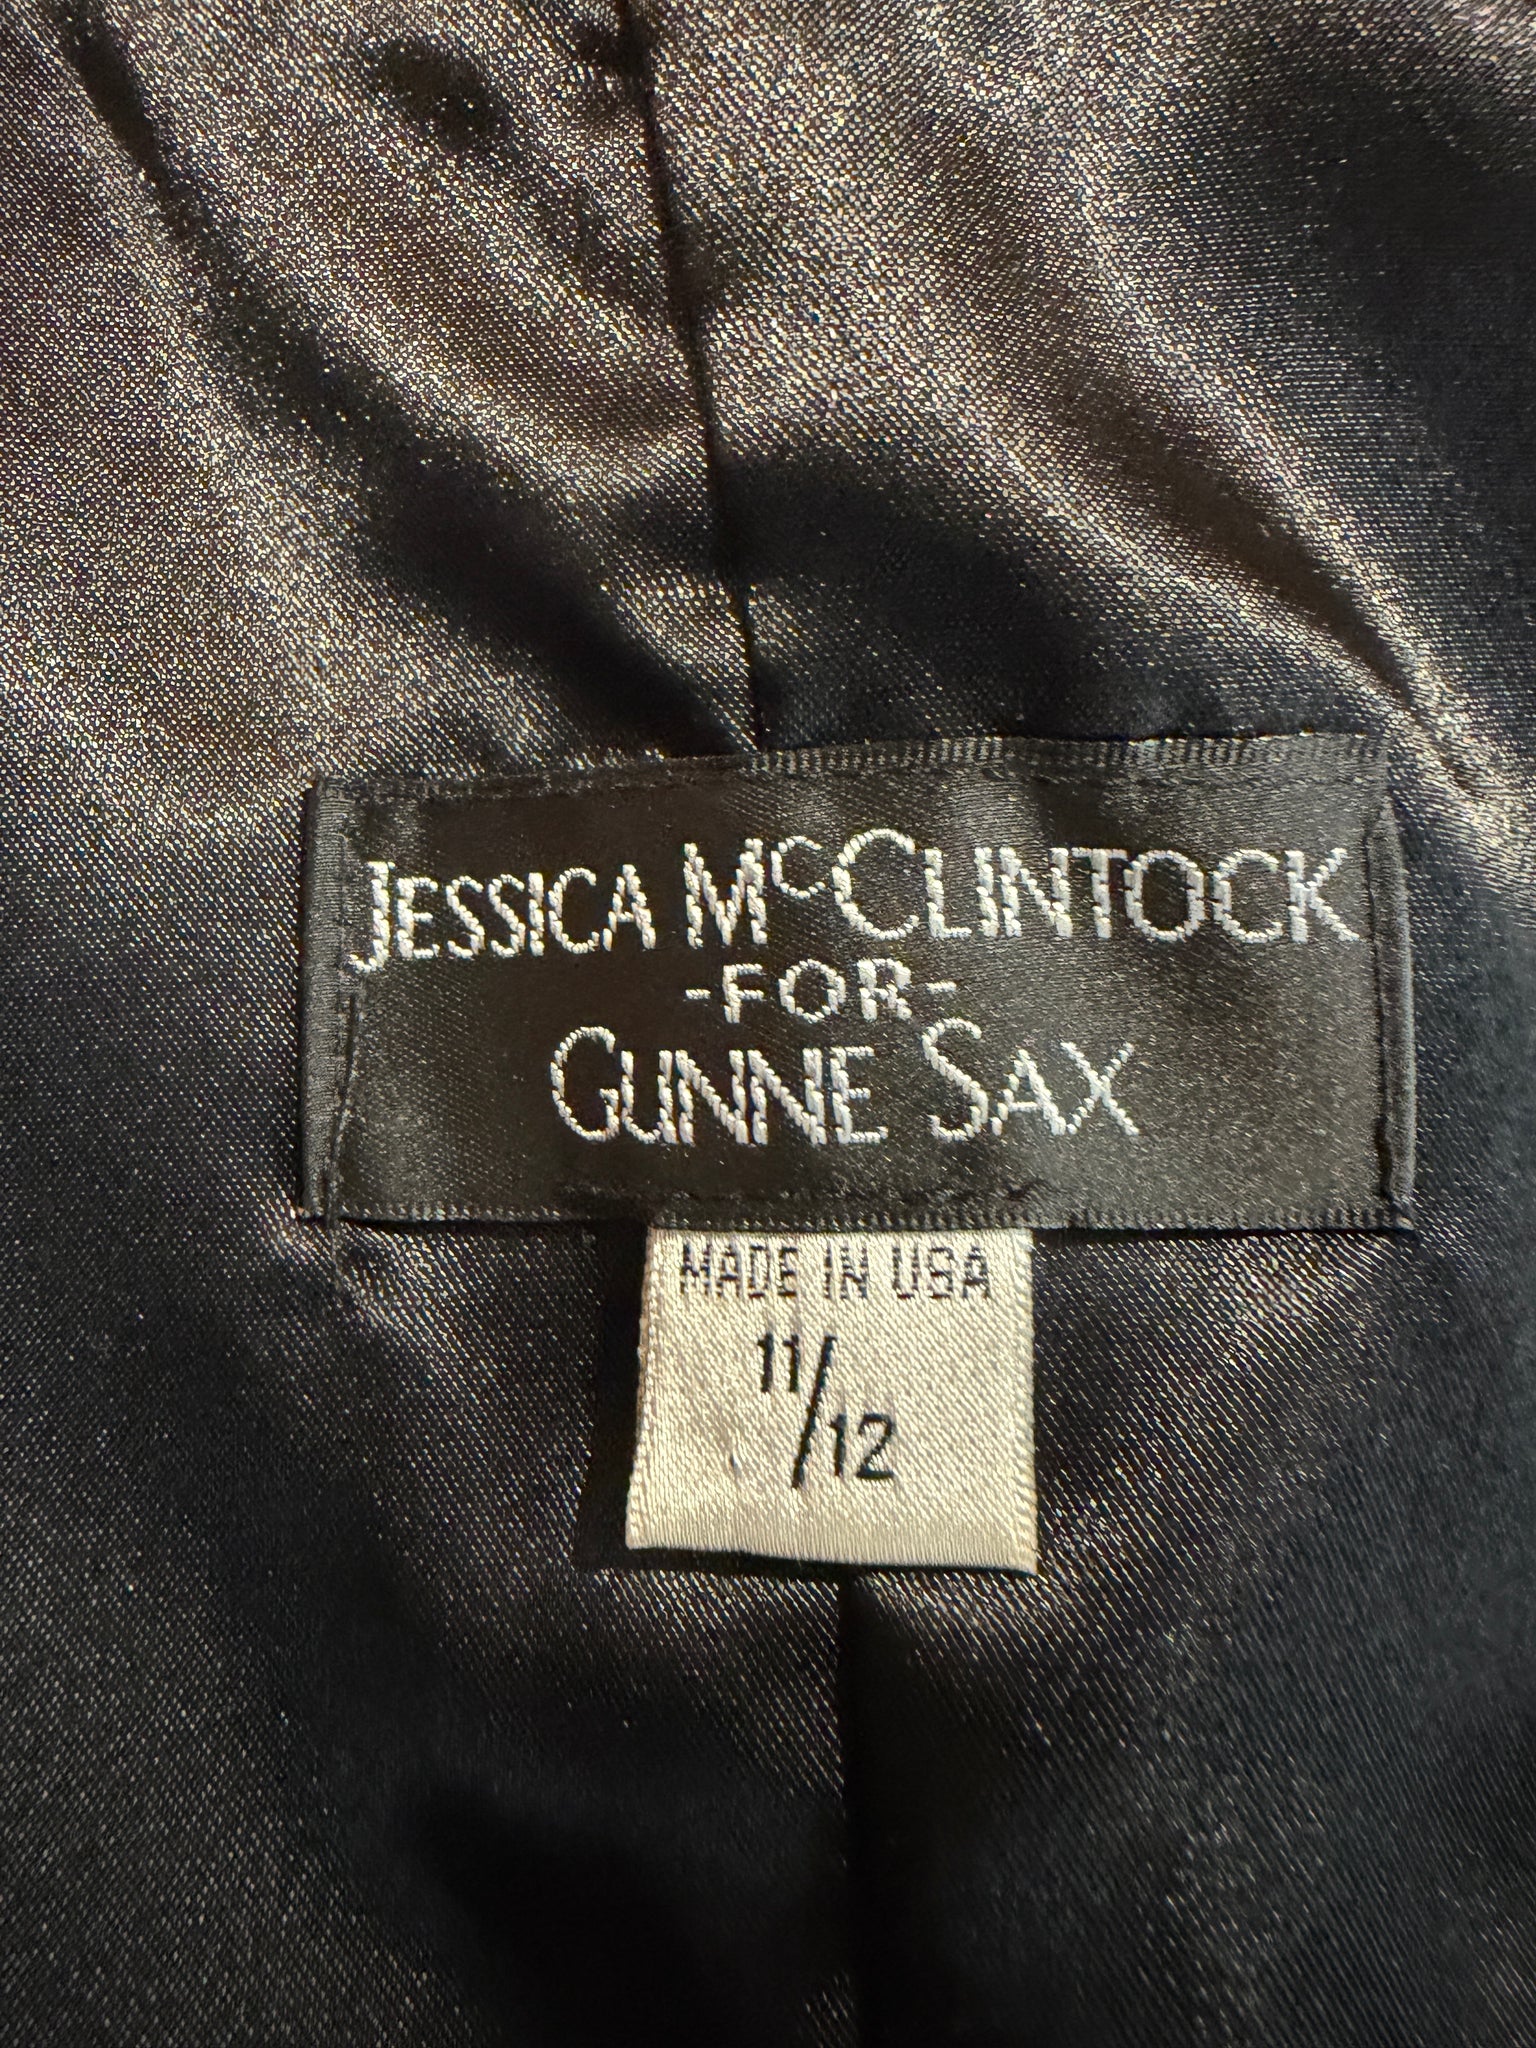 JESSICA McCLINTOCK
-FOR-
GUNNE SAX
MADE IN USA
11/12